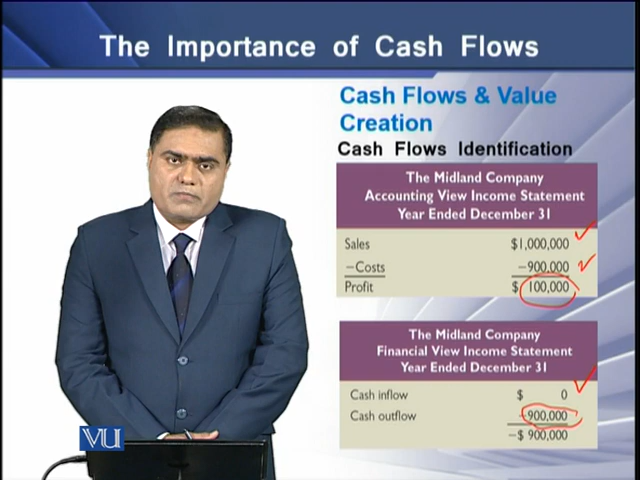 The Importance of Cash Flows
Cash Flows & Value
Creation
Cash Flows Identification
The Midland Company
Accounting View Income Statement
Year Ended December 31
Sales $1,000,000
−Costs −900,000
Profit $ 100,000
The Midland Company
Financial View Income Statement
Year Ended December 31
Cash inflow $ 0
Cash outflow −900,000
−$ 900,000
VU